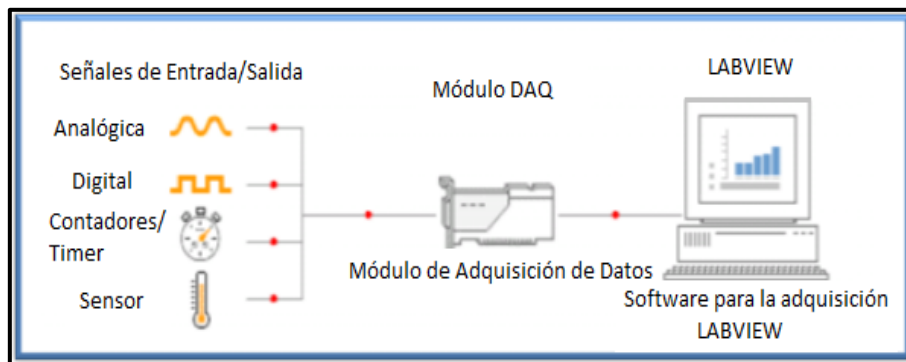 Señales de Entrada/Salida
Analógica
Digital
Contadores/
Timer
Sensor
Módulo DAQ
Módulo de Adquisición de Datos
LABVIEW
Software para la adquisición
LABVIEW